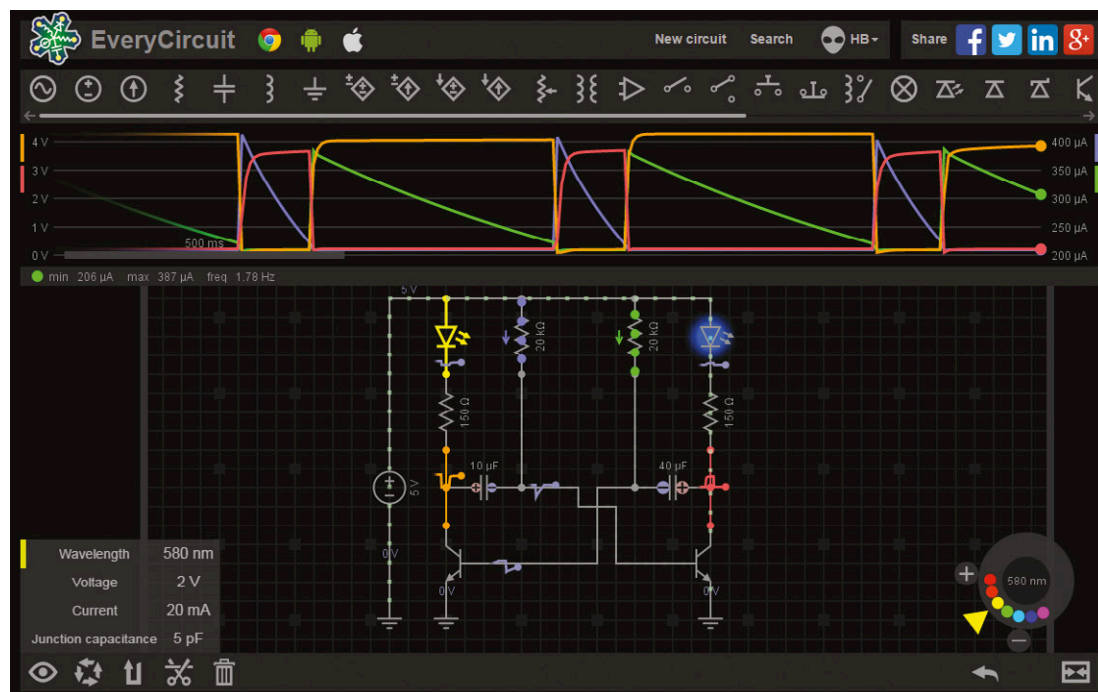 EveryCircuit
New circuit Search HB Share
4 V 400 µA
3 V 350 µA
2 V 300 µA
1 V 250 µA
500 ms
0 V 200 µA
min 206 µA max 387 µA freq 1.78 Hz
5 V
20 kΩ 20 kΩ
150 Ω 150 Ω
10 µF 40 µF
5 V
Wavelength 580 nm
0 V
Voltage 2 V
0 V 0 V
580 nm
Current 20 mA
Junction capacitance 5 pF